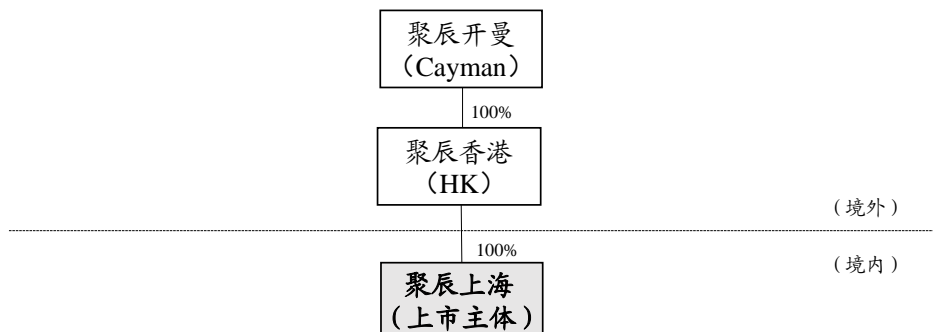 聚辰开曼
（Cayman）
100%
聚辰香港
（HK）
（境外）
100%
（境内）
聚辰上海
（上市主体）